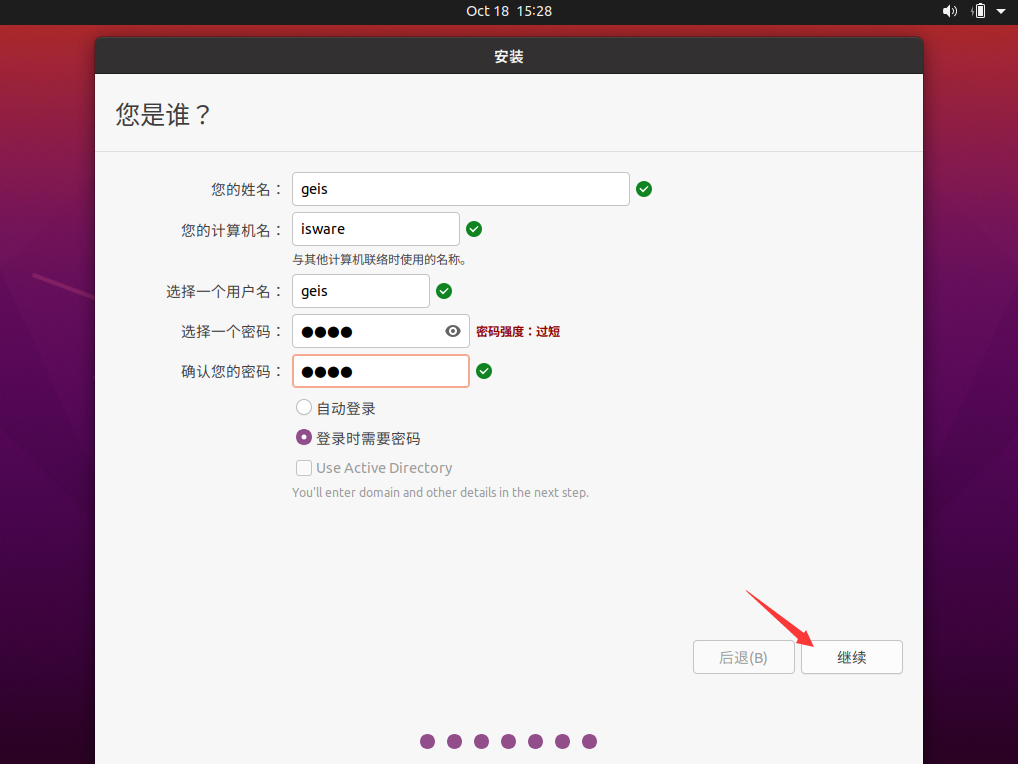 Oct 18 15:28
安装
您是谁？
您的姓名： geis
您的计算机名： isware
与其他计算机联络时使用的名称。
选择一个用户名： geis
选择一个密码： ●●●● 密码强度：过短
确认您的密码： ●●●●
自动登录
登录时需要密码
Use Active Directory
You'll enter domain and other details in the next step.
后退(B) 继续